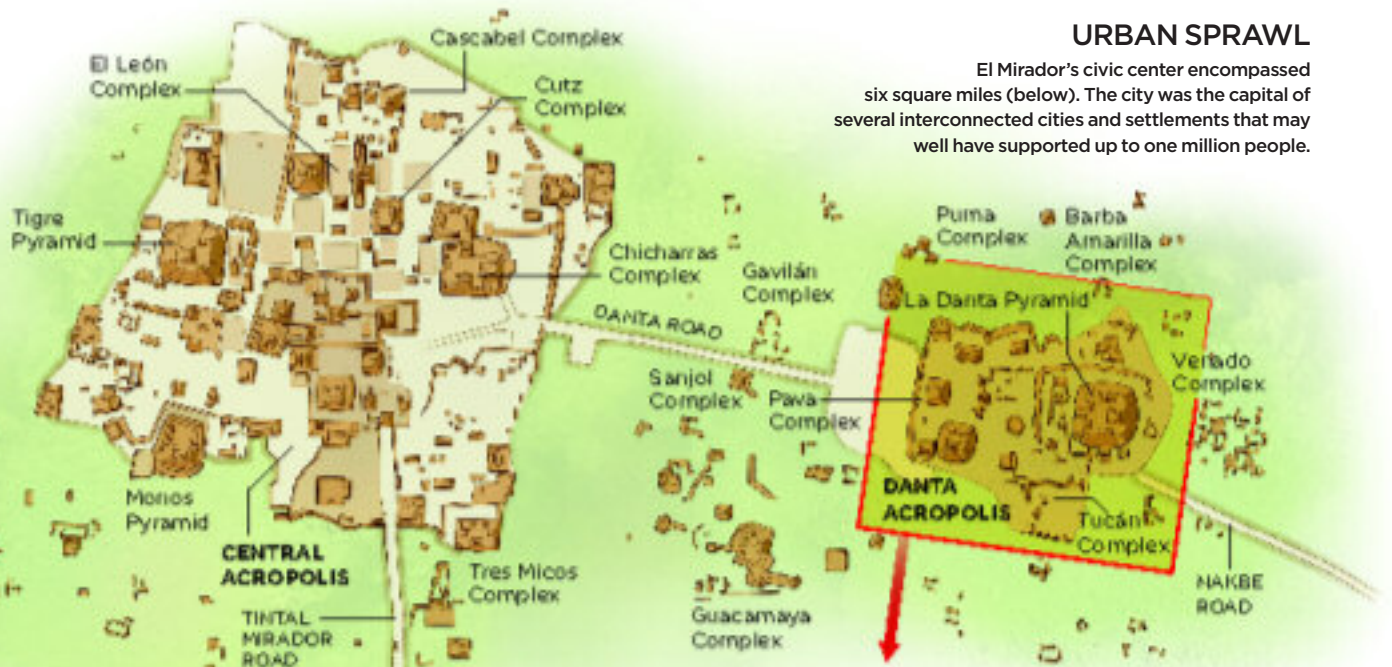 URBAN SPRAWL
El Mirador’s civic center encompassed
six square miles (below). The city was the capital of
several interconnected cities and settlements that may
well have supported up to one million people.
Cascabel Complex
El León
Complex
Cutz
Complex
Tigre
Pyramid
Chicharras
Complex
Gavilán
Complex
Puma
Complex
Barba
Amarilla
Complex
La Danta Pyramid
DANTA ROAD
Sanjol
Complex
Pava
Complex
Venado
Complex
Monos
Pyramid
DANTA
ACROPOLIS
Tucán
Complex
CENTRAL
ACROPOLIS
Tres Micos
Complex
NAKBE
ROAD
TINTAL
MIRADOR
ROAD
Guacamaya
Complex